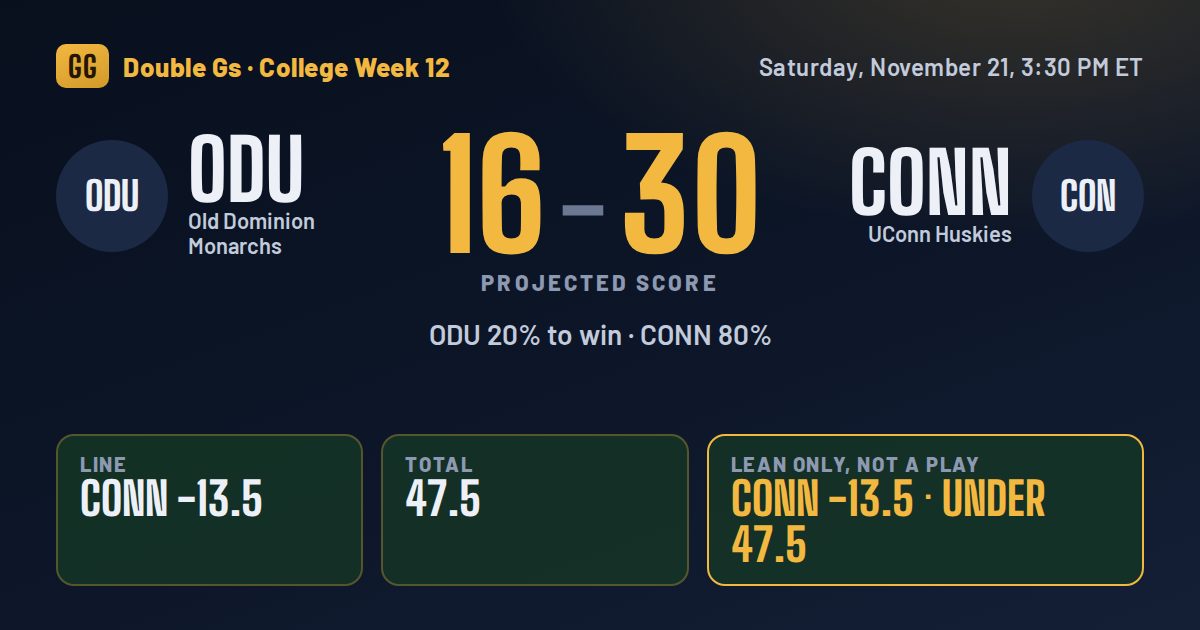 GG Double Gs · College Week 12
Saturday, November 21, 3:30 PM ET
ODU
ODU
Old Dominion
Monarchs
16 – 30
PROJECTED SCORE
ODU 20% to win · CONN 80%
CONN
UConn Huskies
CON
LINE
CONN −13.5
TOTAL
47.5
LEAN ONLY, NOT A PLAY
CONN −13.5 · UNDER
47.5